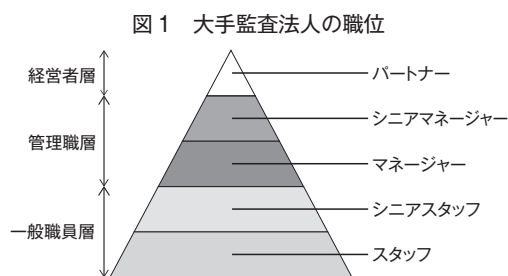 図1 大手監査法人の職位
経営者層
パートナー
シニアマネージャー
管理職層
マネージャー
シニアスタッフ
一般職員層
スタッフ